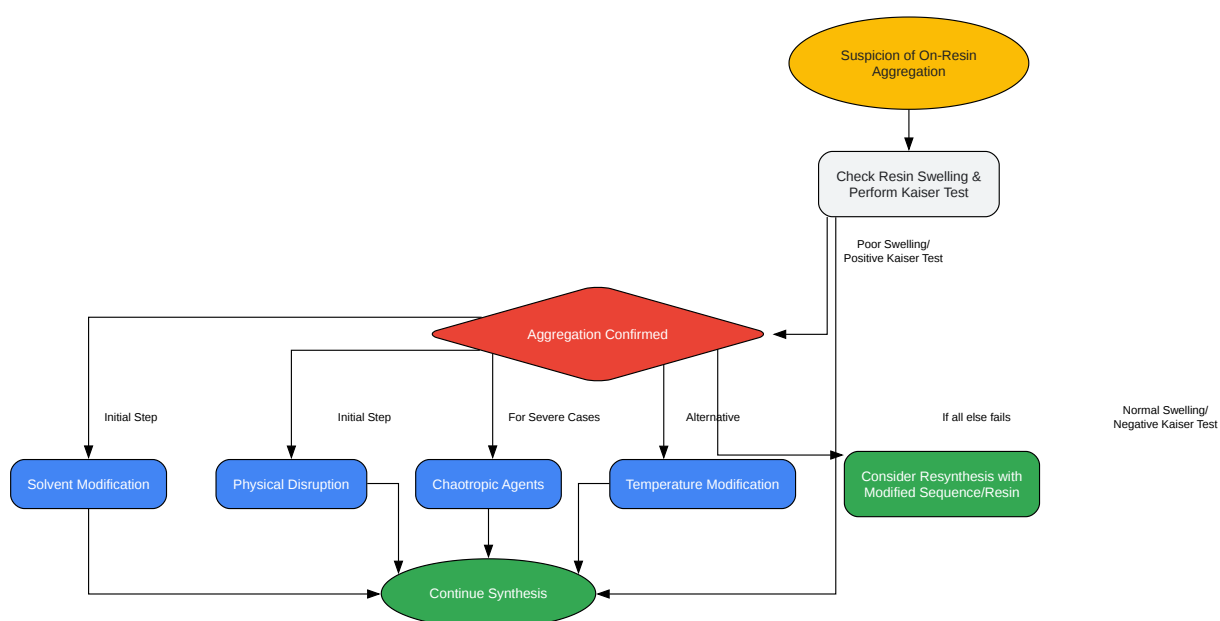 Suspicion of On-Resin
Aggregation
Check Resin Swelling &
Perform Kaiser Test
Poor Swelling/
Positive Kaiser Test
Aggregation Confirmed
Initial Step
Initial Step
For Severe Cases
Alternative
If all else fails
Normal Swelling/
Negative Kaiser Test
Solvent Modification
Physical Disruption
Chaotropic Agents
Temperature Modification
Consider Resynthesis with
Modified Sequence/Resin
Continue Synthesis